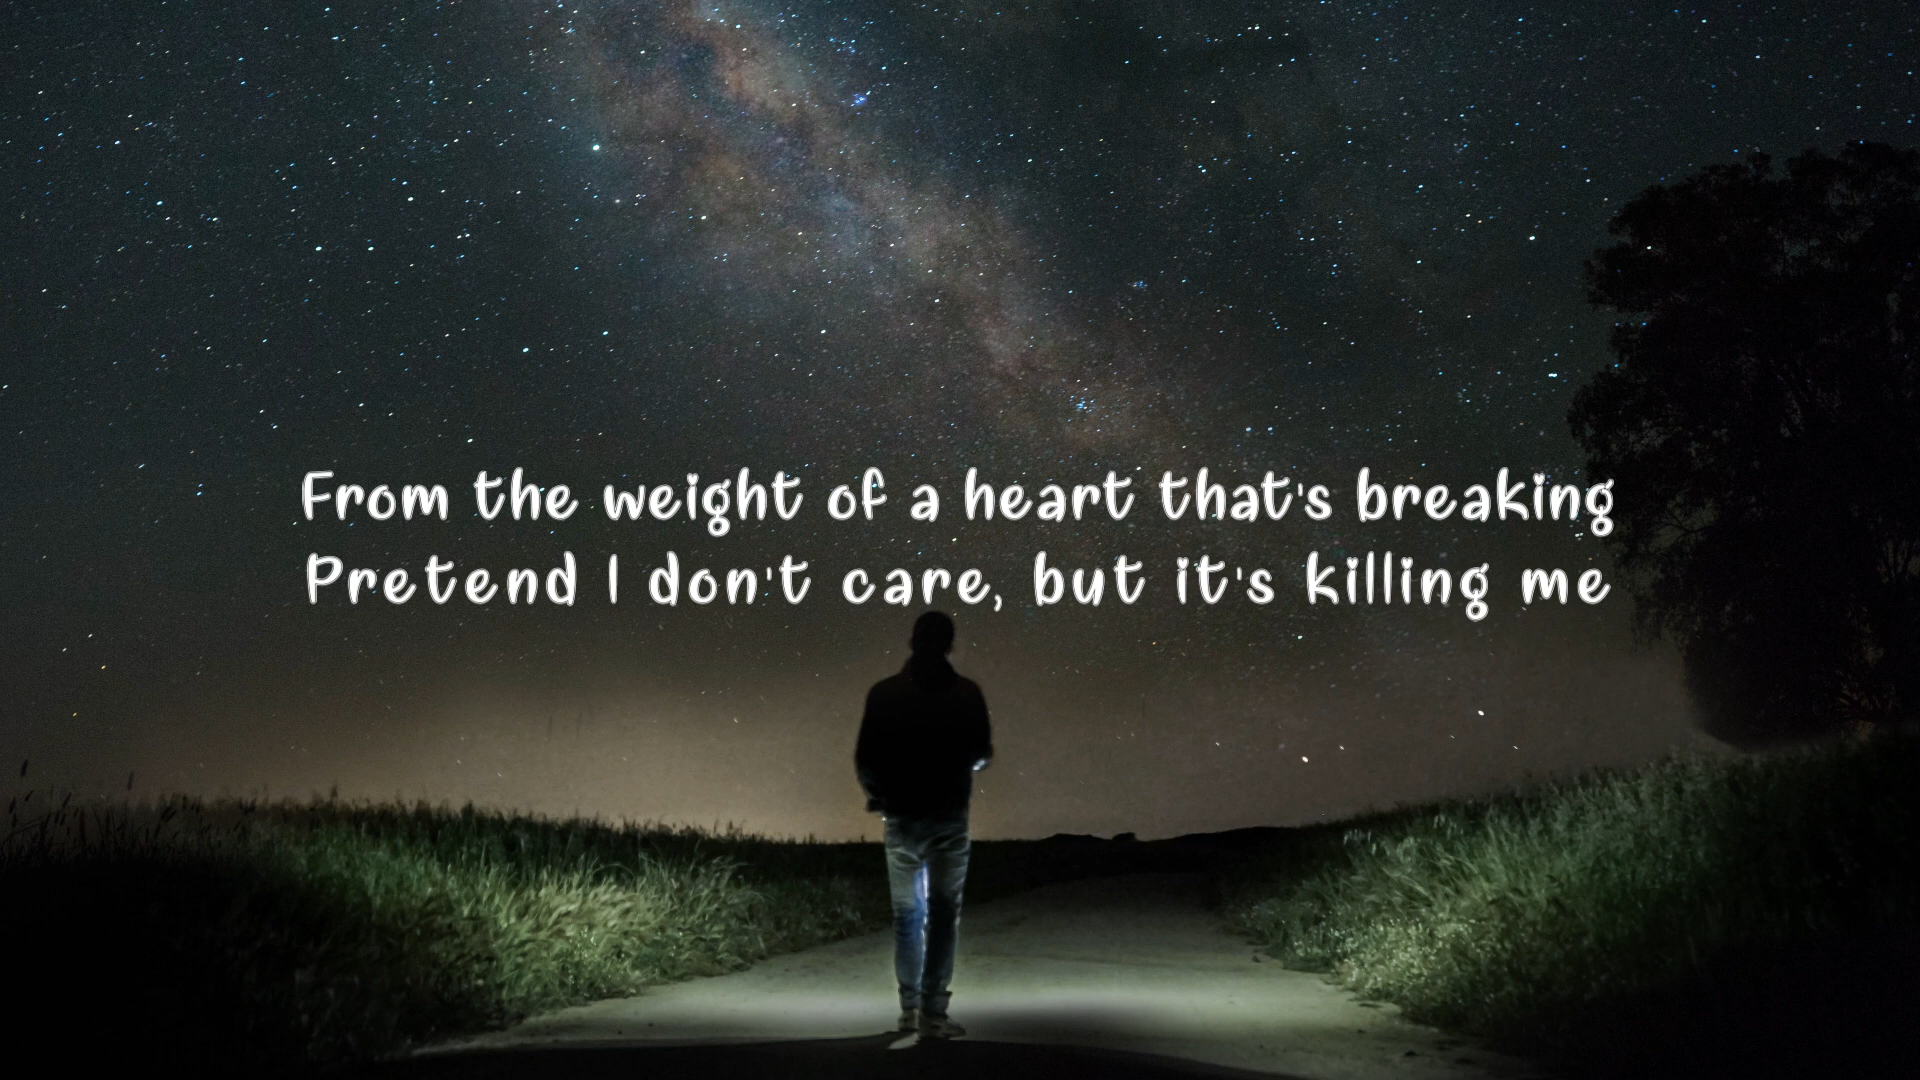 From the weight of a heart that's breaking
Pretend I don't care, but it's killing me